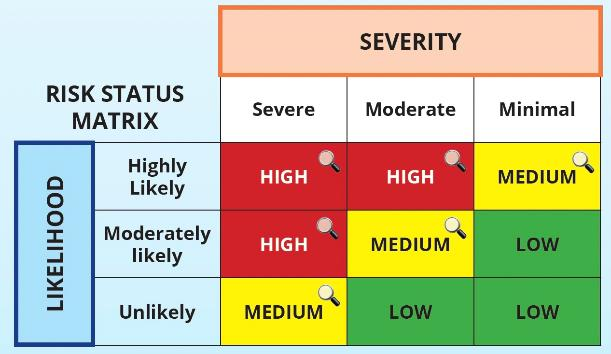 SEVERITY
RISK STATUS
MATRIX
Severe Moderate Minimal
LIKELIHOOD
Highly
Likely
HIGH HIGH MEDIUM
Moderately
likely
HIGH MEDIUM LOW
Unlikely
MEDIUM LOW LOW